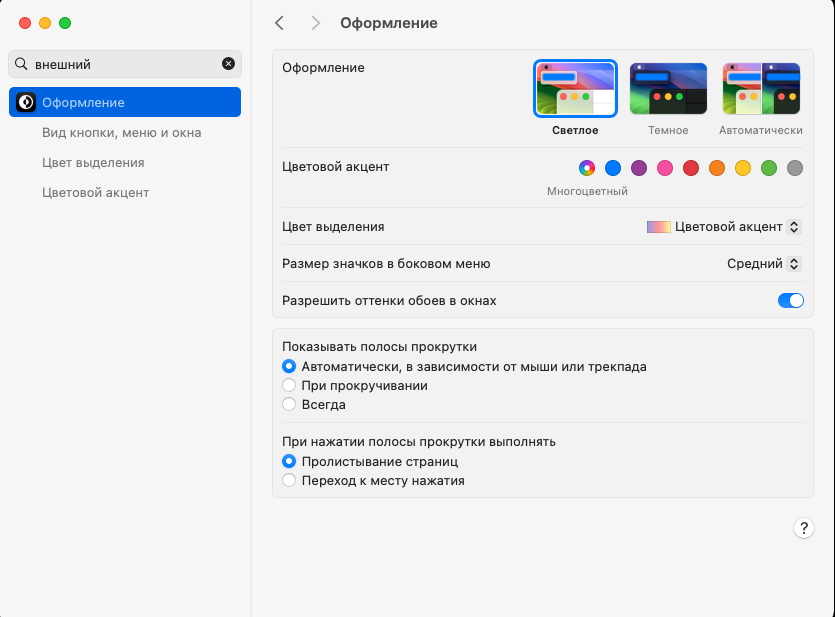 Оформление
внешний
Оформление
Вид кнопки, меню и окна
Цвет выделения
Цветовой акцент
Оформление
Светлое
Темное
Автоматически
Цветовой акцент
Многоцветный
Цвет выделения
Цветовой акцент
Размер значков в боковом меню
Средний
Разрешить оттенки обоев в окнах
Показывать полосы прокрутки
Автоматически, в зависимости от мыши или трекпада
При прокручивании
Всегда
При нажатии полосы прокрутки выполнять
Пролистывание страниц
Переход к месту нажатия
?